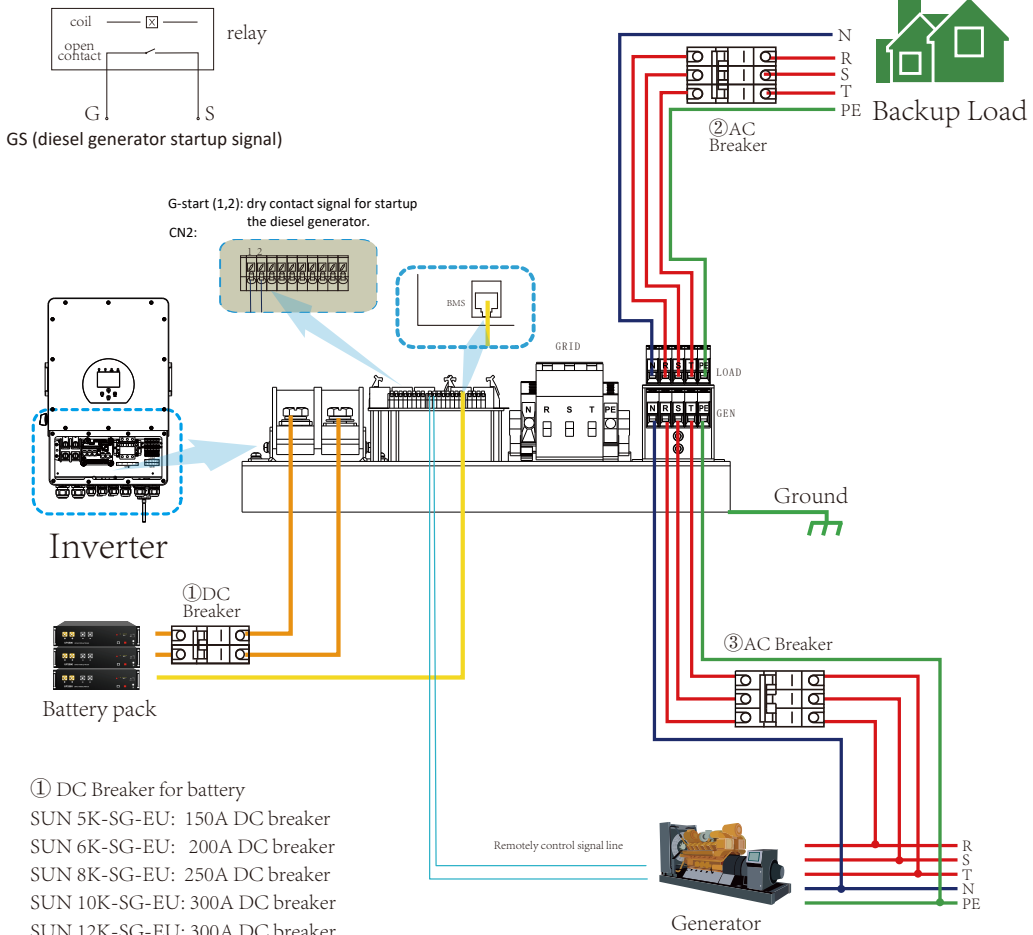 coil
open
contact
relay
G
S
GS (diesel generator startup signal)
N
R
S
T
PE
Backup Load
②AC
Breaker
G-start (1,2): dry contact signal for startup
the diesel generator.
CN2:
1 2
BMS
GRID
N R S T PE
N R S T PE
LOAD
N R S T PE
GEN
Ground
Inverter
①DC
Breaker
③AC Breaker
Battery pack
① DC Breaker for battery
SUN 5K-SG-EU: 150A DC breaker
SUN 6K-SG-EU: 200A DC breaker
SUN 8K-SG-EU: 250A DC breaker
SUN 10K-SG-EU: 300A DC breaker
SUN 12K-SG-EU: 300A DC breaker
Remotely control signal line
Generator
R
S
T
N
PE